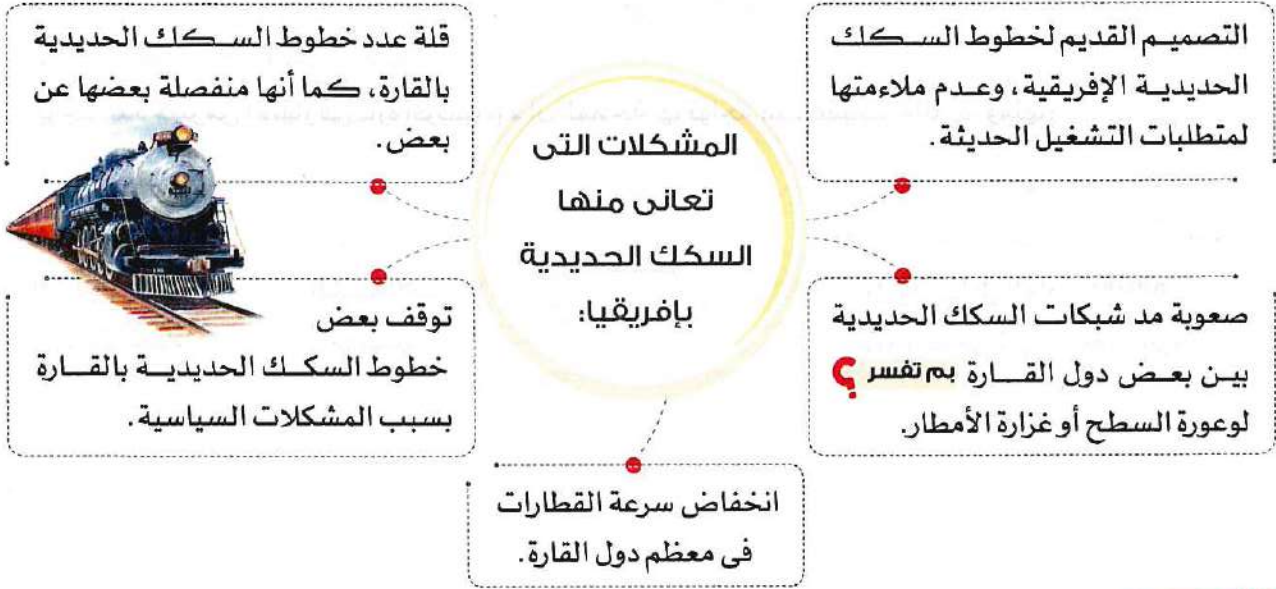 المشكلات التى
تعانى منها
السكك الحديدية
بإفريقيا:
التصميم القديم لخطوط السكك
الحديدية الإفريقية، وعدم ملاءمتها
لمتطلبات التشغيل الحديثة.
قلة عدد خطوط السكك الحديدية
بالقارة، كما أنها منفصلة بعضها عن
بعض.
صعوبة مد شبكات السكك الحديدية
بين بعض دول القارة بم تفسر ؟
لوعورة السطح أو غزارة الأمطار.
توقف بعض
خطوط السكك الحديدية بالقارة
بسبب المشكلات السياسية.
انخفاض سرعة القطارات
فى معظم دول القارة.